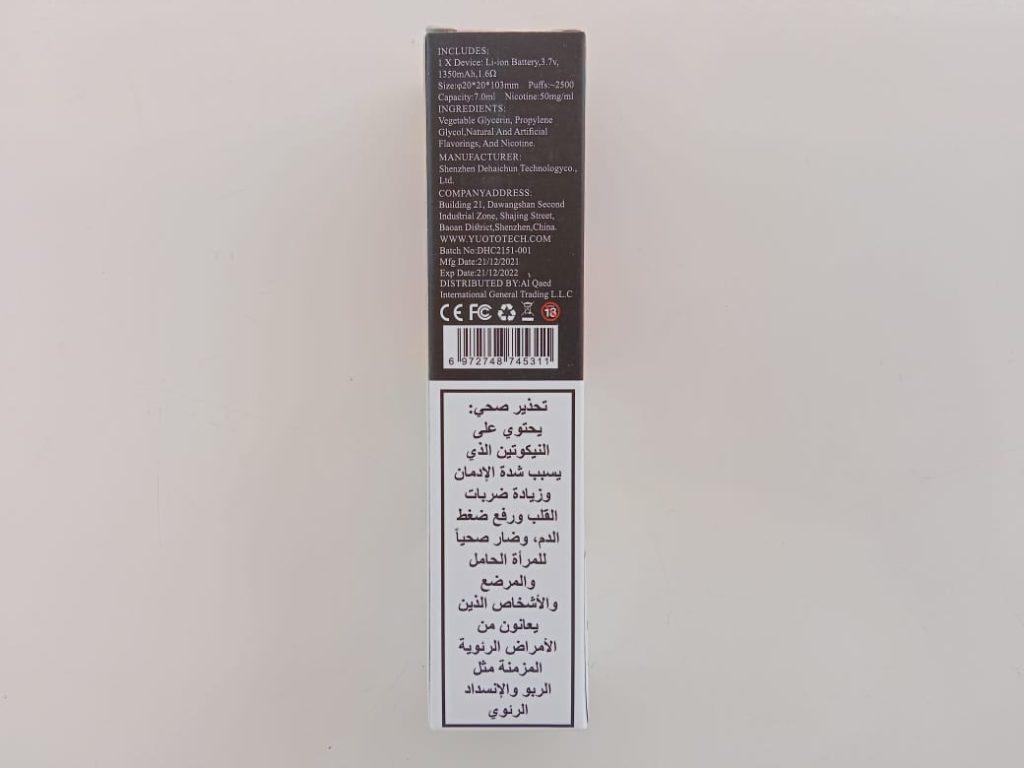 INCLUDES:
1 X Device: Li-ion Battery,3.7v,
1350mAh,1.6Ω
Size:φ20*20*103mm Puffs:~2500
Capacity:7.0ml Nicotine:50mg/ml
INGREDIENTS:
Vegetable Glycerin, Propylene
Glycol,Natural And Artificial
Flavorings, And Nicotine.
MANUFACTURER:
Shenzhen Dehaichun Technologyco.,
Ltd.
COMPANYADDRESS:
Building 21, Dawangshan Second
Industrial Zone, Shajing Street,
Baoan District,Shenzhen,China.
WWW.YUOTOTECH.COM
Batch No:DHC2151-001
Mfg Date:21/12/2021
Exp Date:21/12/2022
DISTRIBUTED BY:Al Qaed
International General Trading L.L.C
CE FC 18
6 972748 745311
تحذير صحي:
يحتوي على
النيكوتين الذي
يسبب شدة الإدمان
وزيادة ضربات
القلب ورفع ضغط
الدم، وضار صحياً
للمرأة الحامل
والمرضع
والأشخاص الذين
يعانون من
الأمراض الرئوية
المزمنة مثل
الربو والإنسداد
الرئوي